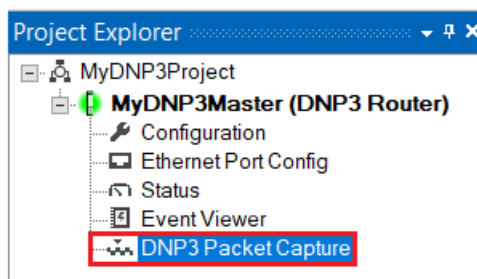 Project Explorer
MyDNP3Project
MyDNP3Master (DNP3 Router)
Configuration
Ethernet Port Config
Status
Event Viewer
DNP3 Packet Capture